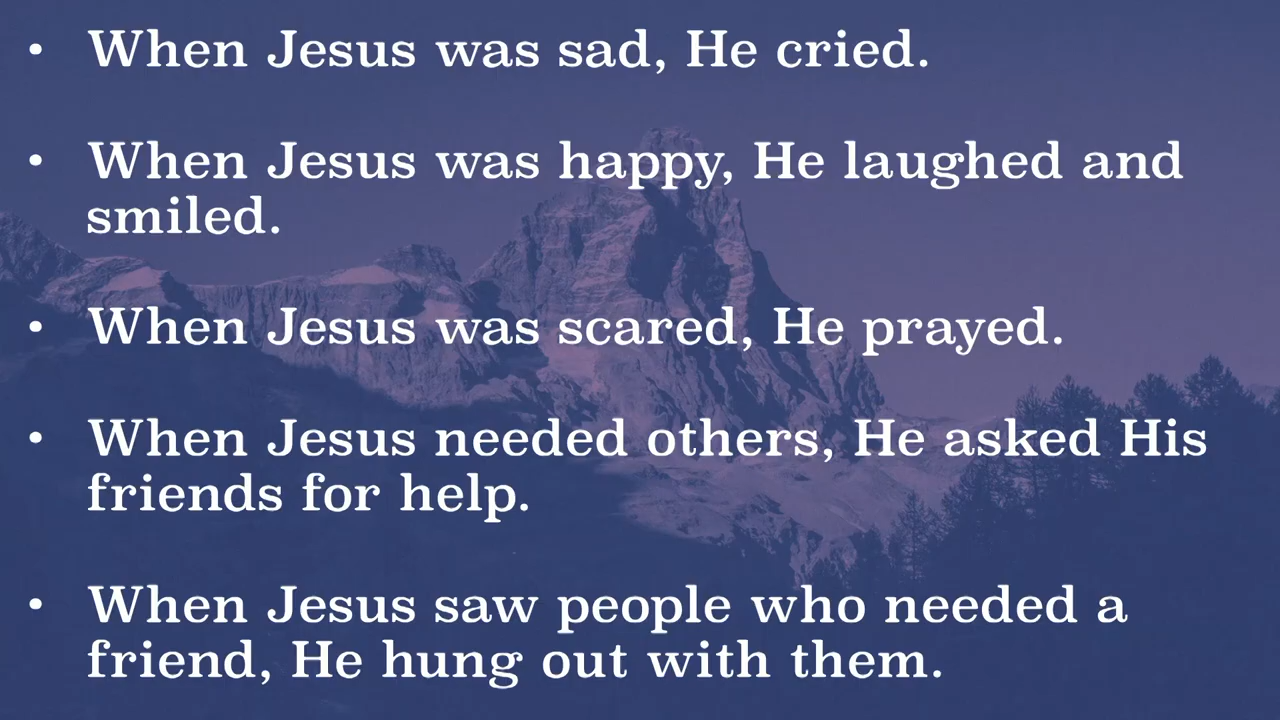 • When Jesus was sad, He cried.
• When Jesus was happy, He laughed and
smiled.
• When Jesus was scared, He prayed.
• When Jesus needed others, He asked His
friends for help.
• When Jesus saw people who needed a
friend, He hung out with them.